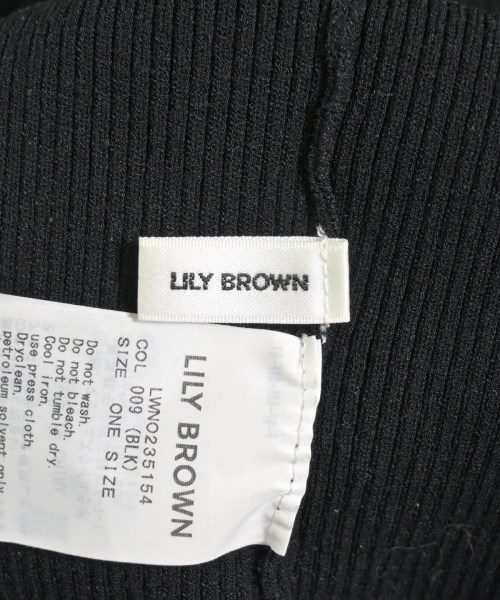 LILY BROWN
LILY BROWN
LWNO235154
COL 009 (BLK)
SIZE ONE SIZE
Do not wash.
Do not bleach.
Do not tumble dry.
Cool iron.
use press cloth.
Dryclean.
petroleum solvent only